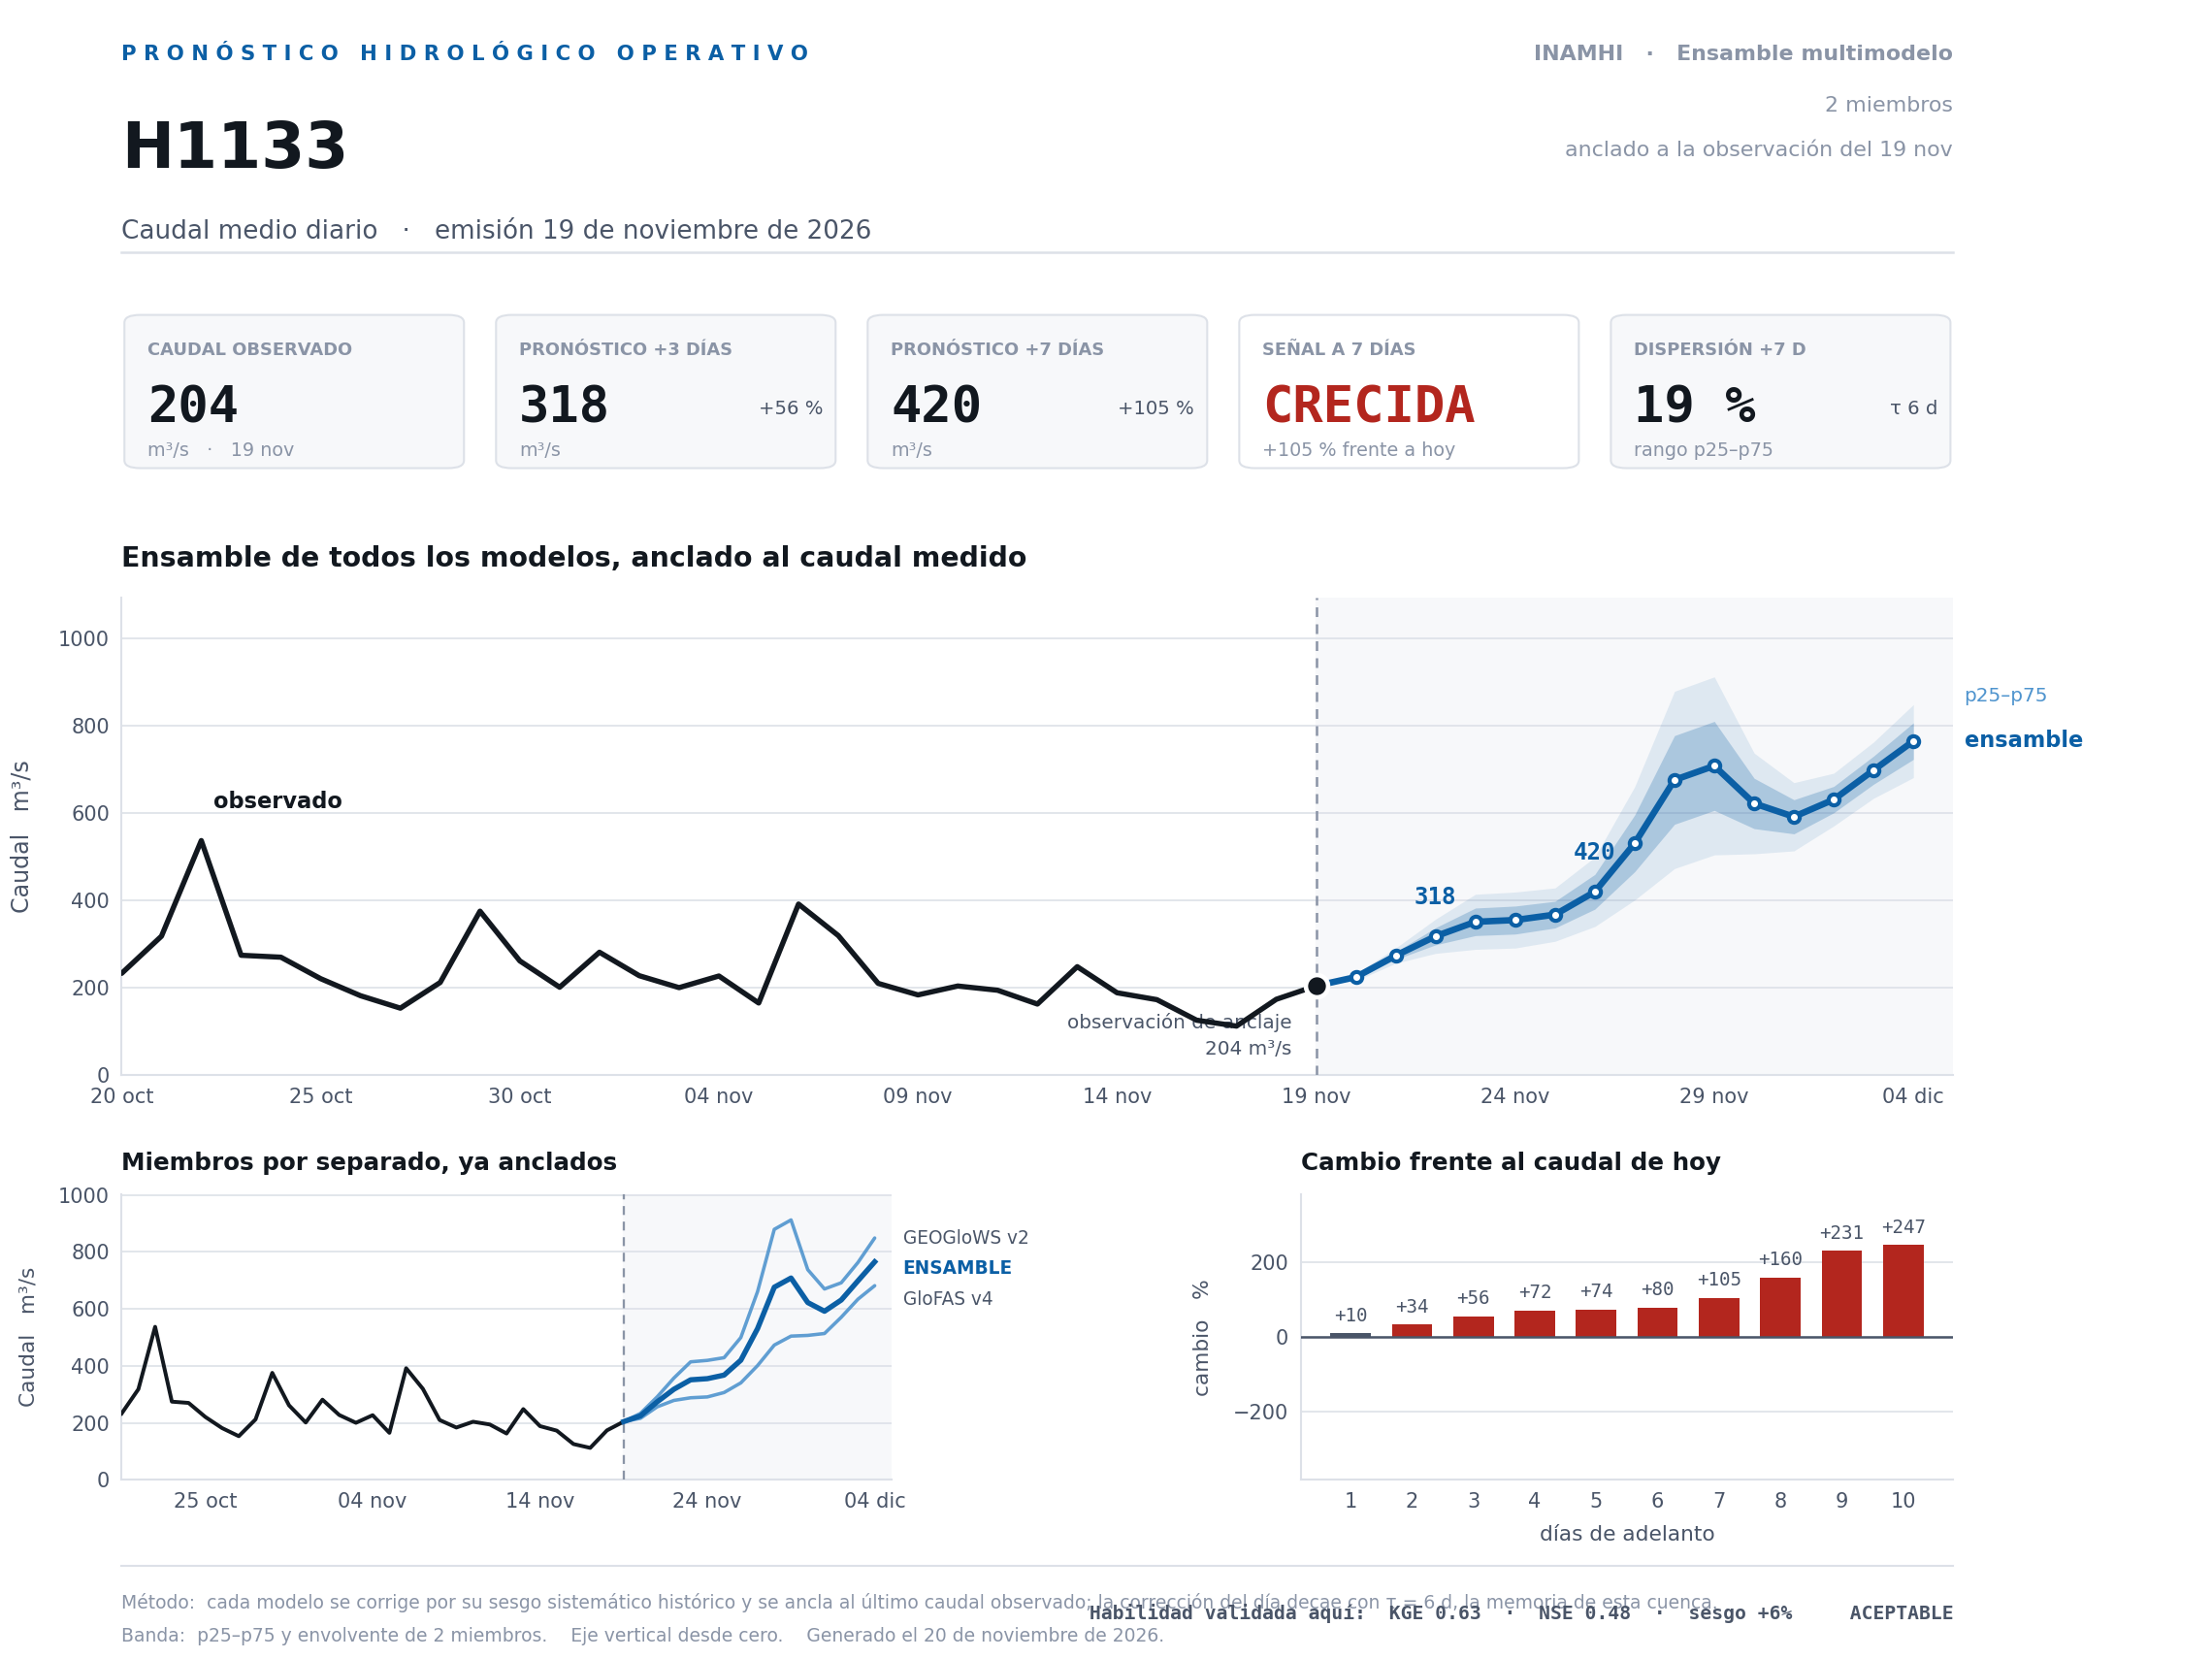 PRONÓSTICO HIDROLÓGICO OPERATIVO
INAMHI · Ensamble multimodelo
2 miembros
H1133
anclado a la observación del 19 nov
Caudal medio diario · emisión 19 de noviembre de 2026
CAUDAL OBSERVADO
204
m³/s · 19 nov
PRONÓSTICO +3 DÍAS
318 +56 %
m³/s
PRONÓSTICO +7 DÍAS
420 +105 %
m³/s
SEÑAL A 7 DÍAS
CRECIDA
+105 % frente a hoy
DISPERSIÓN +7 D
19 % τ 6 d
rango p25–p75
Ensamble de todos los modelos, anclado al caudal medido
Caudal m³/s
1000
800
600
400
200
0
observado
420
318
p25–p75
ensamble
observación de anclaje
204 m³/s
20 oct 25 oct 30 oct 04 nov 09 nov 14 nov 19 nov 24 nov 29 nov 04 dic
Miembros por separado, ya anclados
Caudal m³/s
1000
800
600
400
200
0
GEOGloWS v2
ENSAMBLE
GloFAS v4
25 oct 04 nov 14 nov 24 nov 04 dic
Cambio frente al caudal de hoy
cambio %
200
0
−200
+10 +34 +56 +72 +74 +80 +105 +160 +231 +247
1 2 3 4 5 6 7 8 9 10
días de adelanto
Método: cada modelo se corrige por su sesgo sistemático histórico y se ancla al último caudal observado; la corrección del día decae con τ = 6 d, la memoria de esta cuenca.
Habilidad validada aquí: KGE 0.63 · NSE 0.48 · sesgo +6% ACEPTABLE
Banda: p25–p75 y envolvente de 2 miembros. Eje vertical desde cero. Generado el 20 de noviembre de 2026.